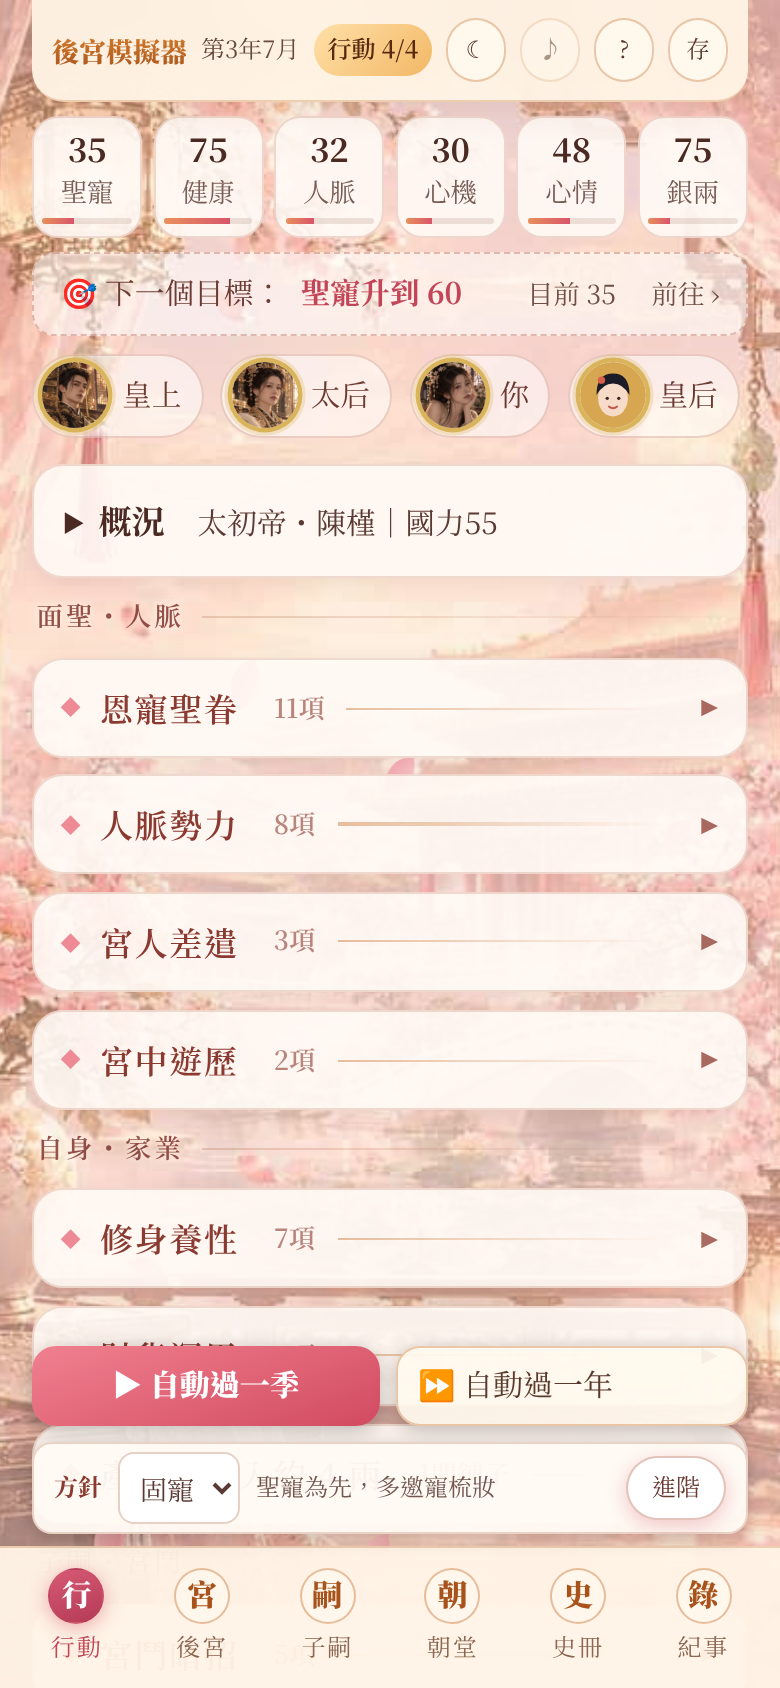 後宮模擬器 第3年7月 行動 4/4 ☾ ♪ ? 存
35 75 32 30 48 75
聖寵 健康 人脈 心機 心情 銀兩
🎯 下一個目標： 聖寵升到 60 目前 35 前往 ›
皇上 太后 你 皇后
▶ 概況 太初帝・陳槿｜國力55
面聖・人脈
◆ 恩寵聖眷 11項 ▶
◆ 人脈勢力 8項 ▶
◆ 宮人差遣 3項 ▶
◆ 宮中遊歷 2項 ▶
自身・家業
◆ 修身養性 7項 ▶
▶ 自動過一季 ⏩ 自動過一年
方針 固寵 聖寵為先，多邀寵梳妝 進階
行 宮 嗣 朝 史 錄
行動 後宮 子嗣 朝堂 史冊 紀事